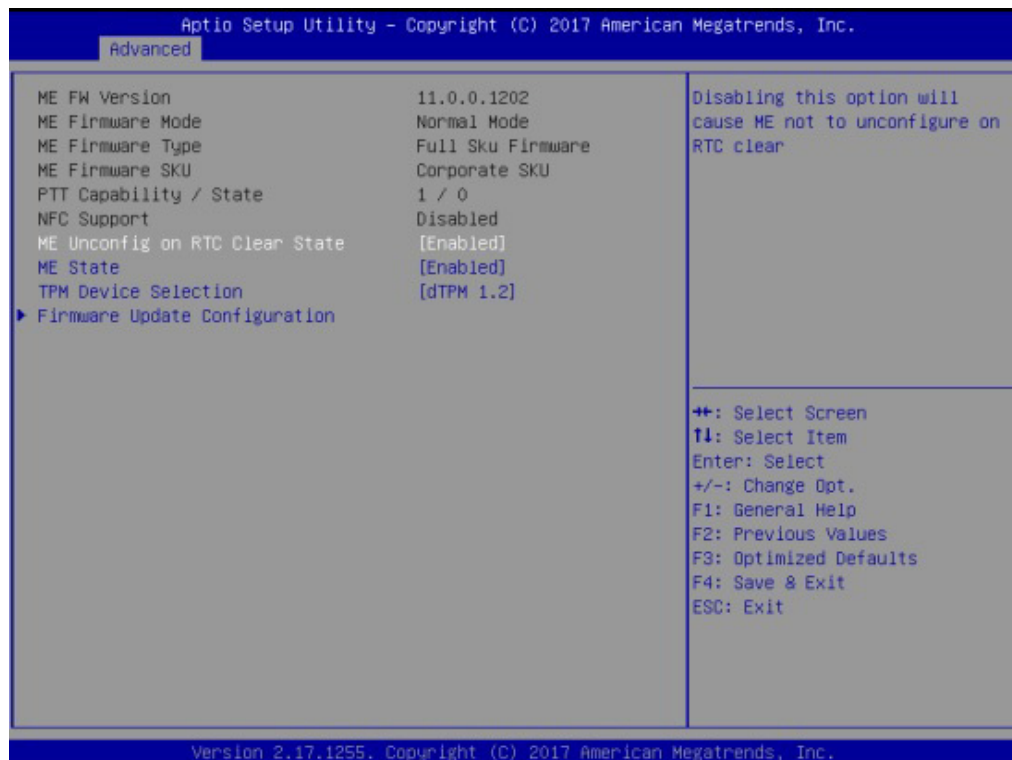 Aptio Setup Utility – Copyright (C) 2017 American Megatrends, Inc.
Advanced
ME FW Version 11.0.0.1202
ME Firmware Mode Normal Mode
ME Firmware Type Full Sku Firmware
ME Firmware SKU Corporate SKU
PTT Capability / State 1 / 0
NFC Support Disabled
ME Unconfig on RTC Clear State [Enabled]
ME State [Enabled]
TPM Device Selection [dTPM 1.2]
Firmware Update Configuration
Disabling this option will
cause ME not to unconfigure on
RTC clear
→←: Select Screen
↑↓: Select Item
Enter: Select
+/-: Change Opt.
F1: General Help
F2: Previous Values
F3: Optimized Defaults
F4: Save & Exit
ESC: Exit
Version 2.17.1255. Copyright (C) 2017 American Megatrends, Inc.